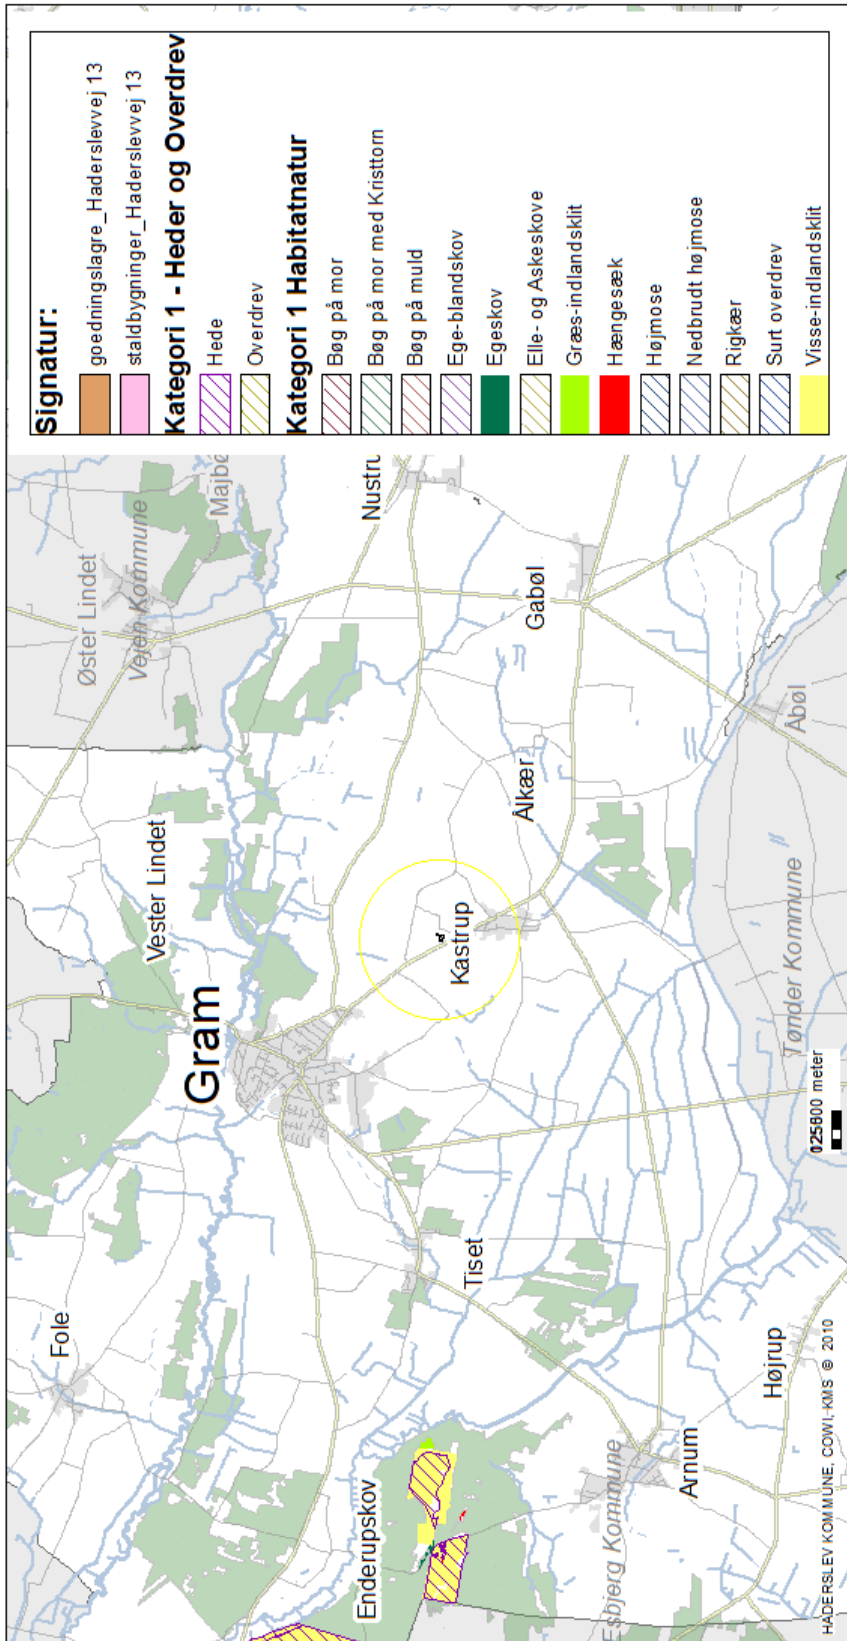 Signatur:
goedningslagre_Haderslevvej 13
staldbygninger_Haderslevvej 13
Kategori 1 - Heder og Overdrev
Hede
Overdrev
Kategori 1 Habitatnatur
Bøg på mor
Bøg på mor med Kristtorn
Bøg på muld
Ege-blandskov
Egeskov
Elle- og Askeskove
Græs-indlandsklit
Hængesæk
Højmose
Nedbrudt højmose
Rigkær
Surt overdrev
Visse-indlandsklit
Fole
Gram
Vester Lindet
Øster Lindet
Vejen Kommune
Nustru
Enderupskov
Tiset
Kastrup
Ålkær
Gabøl
Esbjerg Kommune
Arnum
Højrup
Tønder Kommune
Åbøl
meter
HADERSLEV KOMMUNE, COWI, KMS © 2010